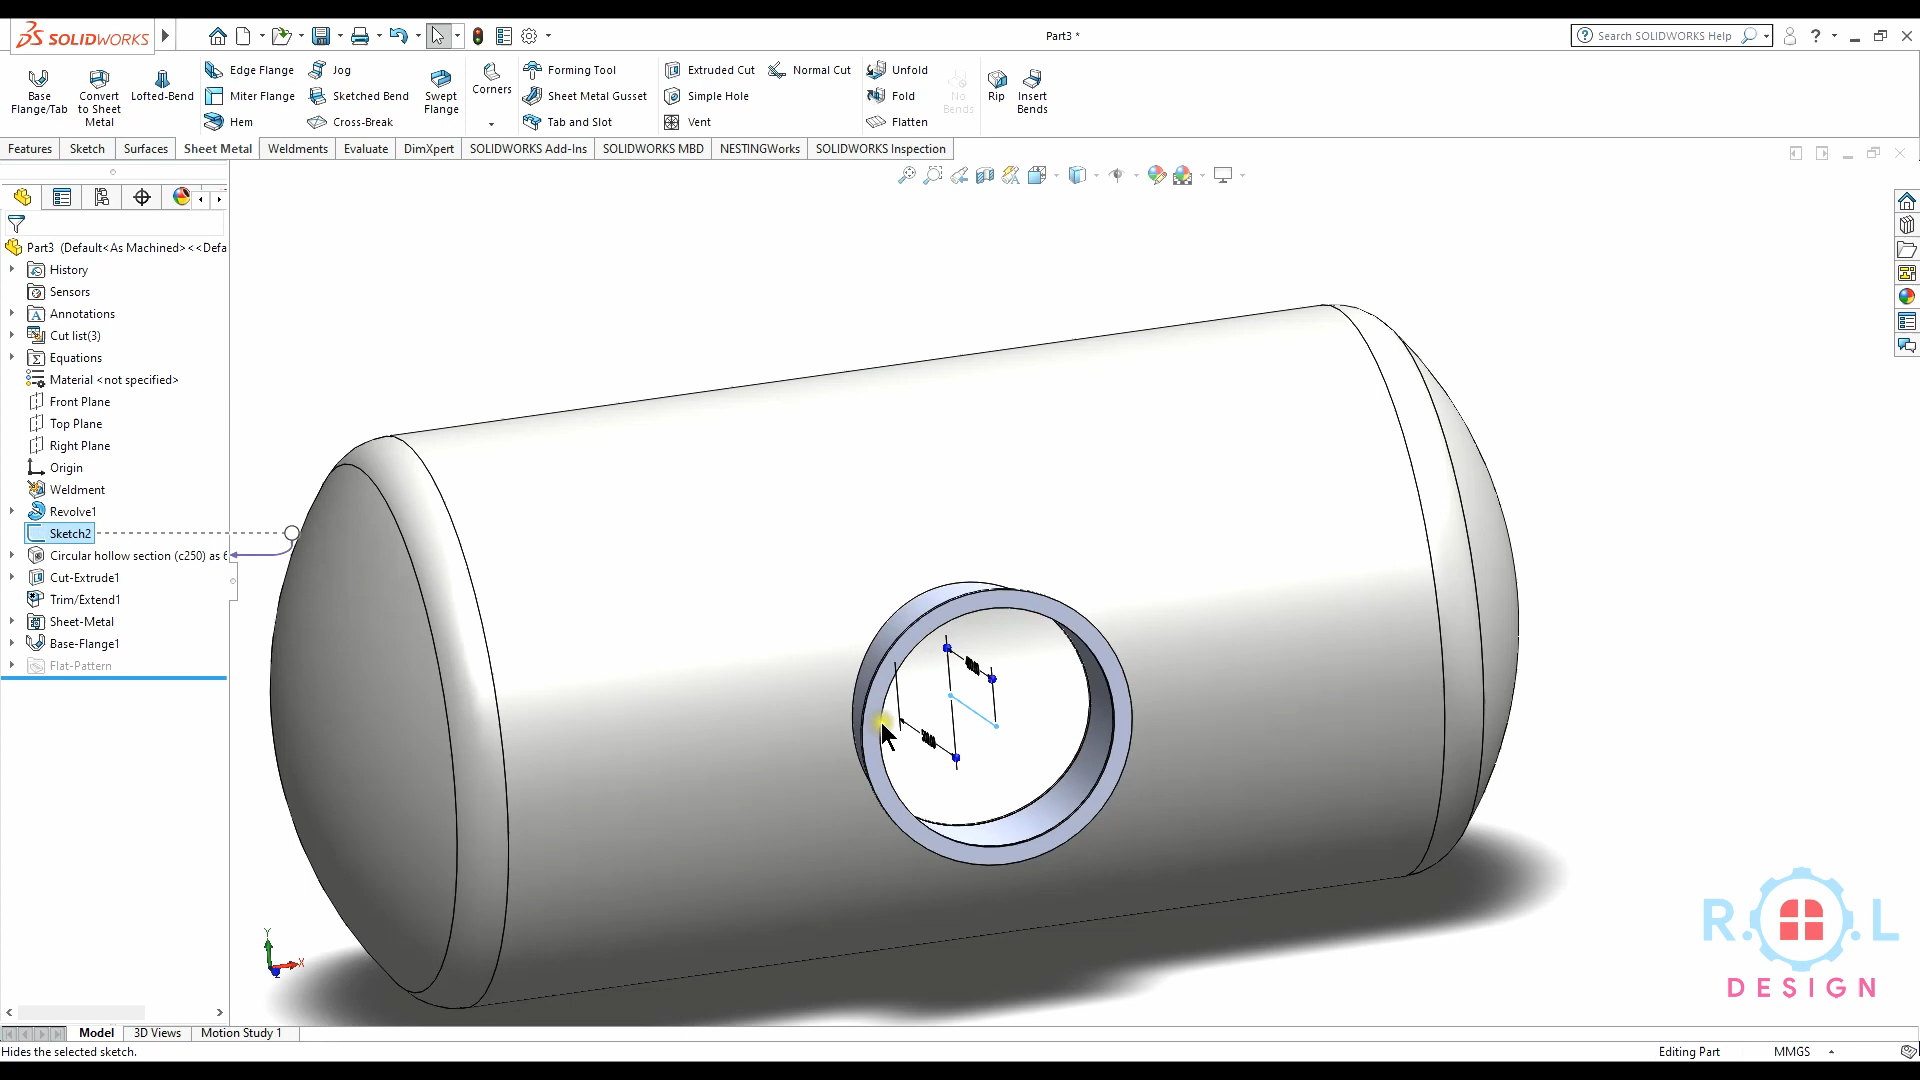 SOLIDWORKS
Part3 *
Search SOLIDWORKS Help
Base Flange/Tab
Convert to Sheet Metal
Lofted-Bend
Edge Flange
Miter Flange
Hem
Jog
Sketched Bend
Cross-Break
Swept Flange
Corners
Forming Tool
Sheet Metal Gusset
Tab and Slot
Extruded Cut
Simple Hole
Vent
Normal Cut
Unfold
Fold
Flatten
No Bends
Rip
Insert Bends
Features
Sketch
Surfaces
Sheet Metal
Weldments
Evaluate
DimXpert
SOLIDWORKS Add-Ins
SOLIDWORKS MBD
NESTINGWorks
SOLIDWORKS Inspection
Part3 (Default<As Machined><<Defa
History
Sensors
Annotations
Cut list(3)
Equations
Material <not specified>
Front Plane
Top Plane
Right Plane
Origin
Weldment
Revolve1
Sketch2
Circular hollow section (c250) as 6
Cut-Extrude1
Trim/Extend1
Sheet-Metal
Base-Flange1
Flat-Pattern
Y
X
R. .L
DESIGN
Model
3D Views
Motion Study 1
Hides the selected sketch.
Editing Part
MMGS